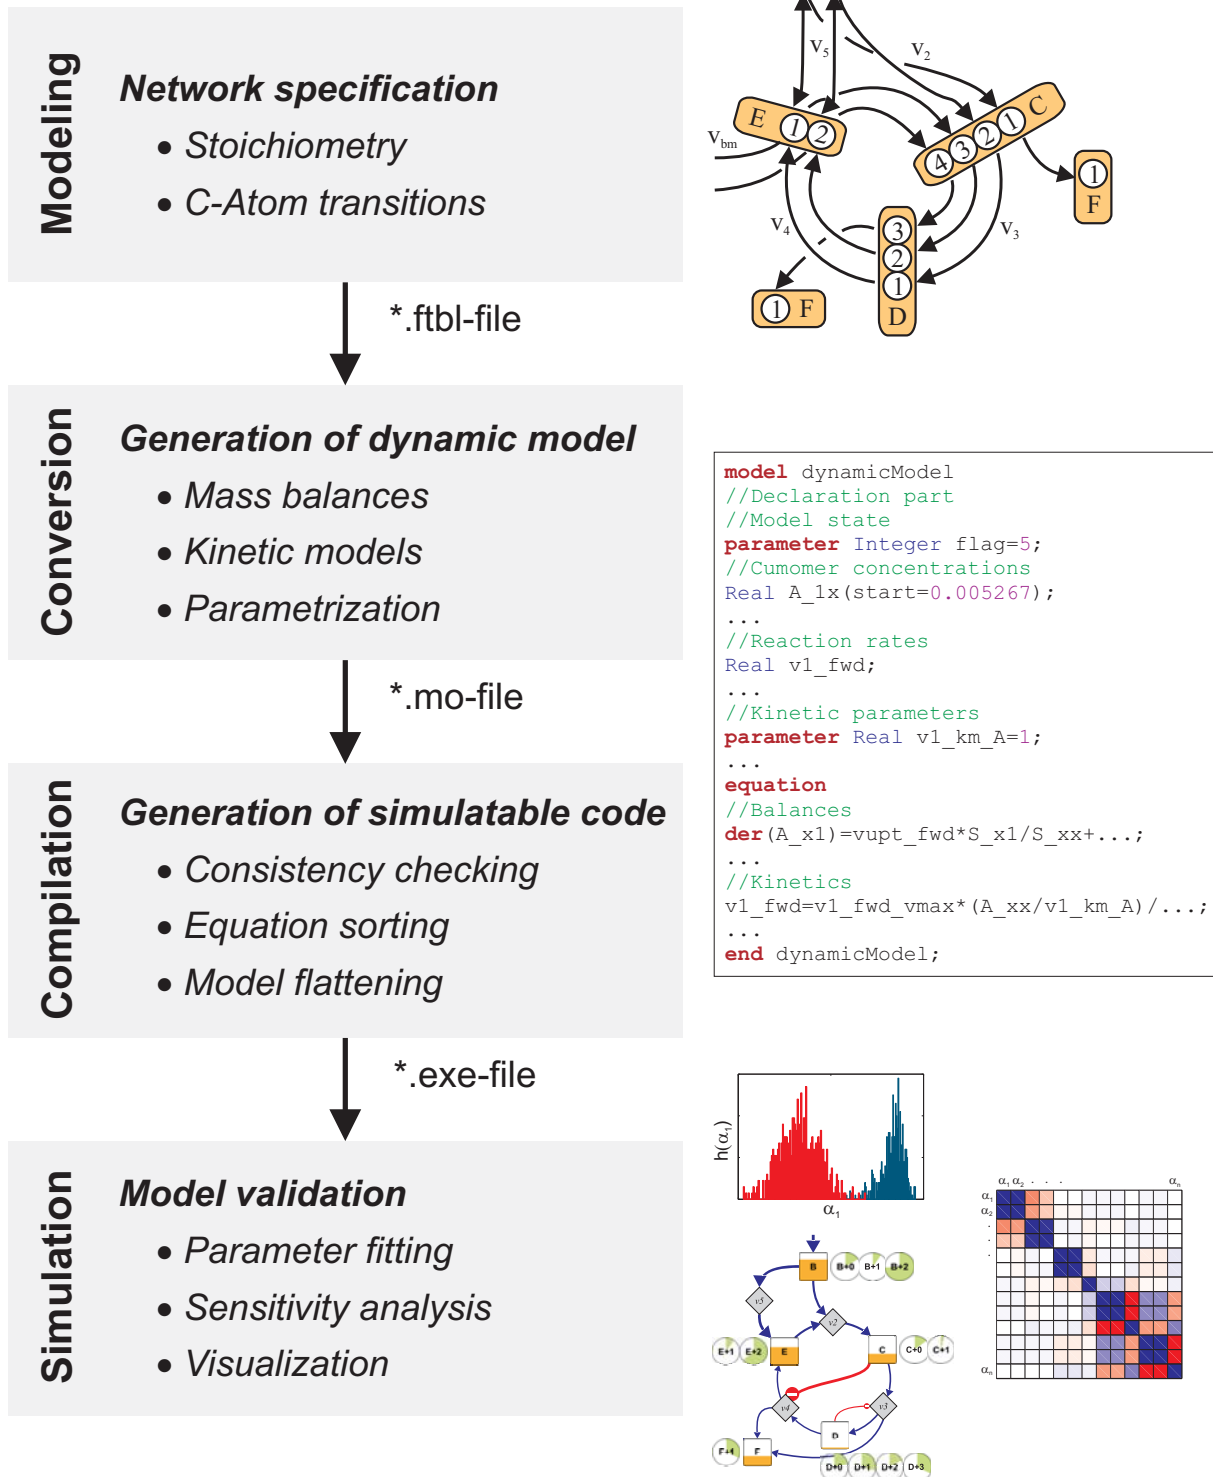 Modeling
Network specification
• Stoichiometry
• C-Atom transitions
*.ftbl-file
Conversion
Generation of dynamic model
• Mass balances
• Kinetic models
• Parametrization
*.mo-file
Compilation
Generation of simulatable code
• Consistency checking
• Equation sorting
• Model flattening
*.exe-file
Simulation
Model validation
• Parameter fitting
• Sensitivity analysis
• Visualization
v5
v2
E 1 2
4 3 2 1 C
vbm
1
F
v4
v3
3
2
1
D
1 F
model dynamicModel
//Declaration part
//Model state
parameter Integer flag=5;
//Cumomer concentrations
Real A_1x(start=0.005267);
...
//Reaction rates
Real v1_fwd;
...
//Kinetic parameters
parameter Real v1_km_A=1;
...
equation
//Balances
der(A_x1)=vupt_fwd*S_x1/S_xx+...;
...
//Kinetics
v1_fwd=v1_fwd_vmax*(A_xx/v1_km_A)/...;
...
end dynamicModel;
h(α1)
α1
α1 α2 . . . αn
α1
α2
.
.
.
αn
B B+0 B+1 B+2
v5
v2
E+1 E+2 E
C C+0 C+1
v4
v3
D
F+1 F
D+0 D+1 D+2 D+3